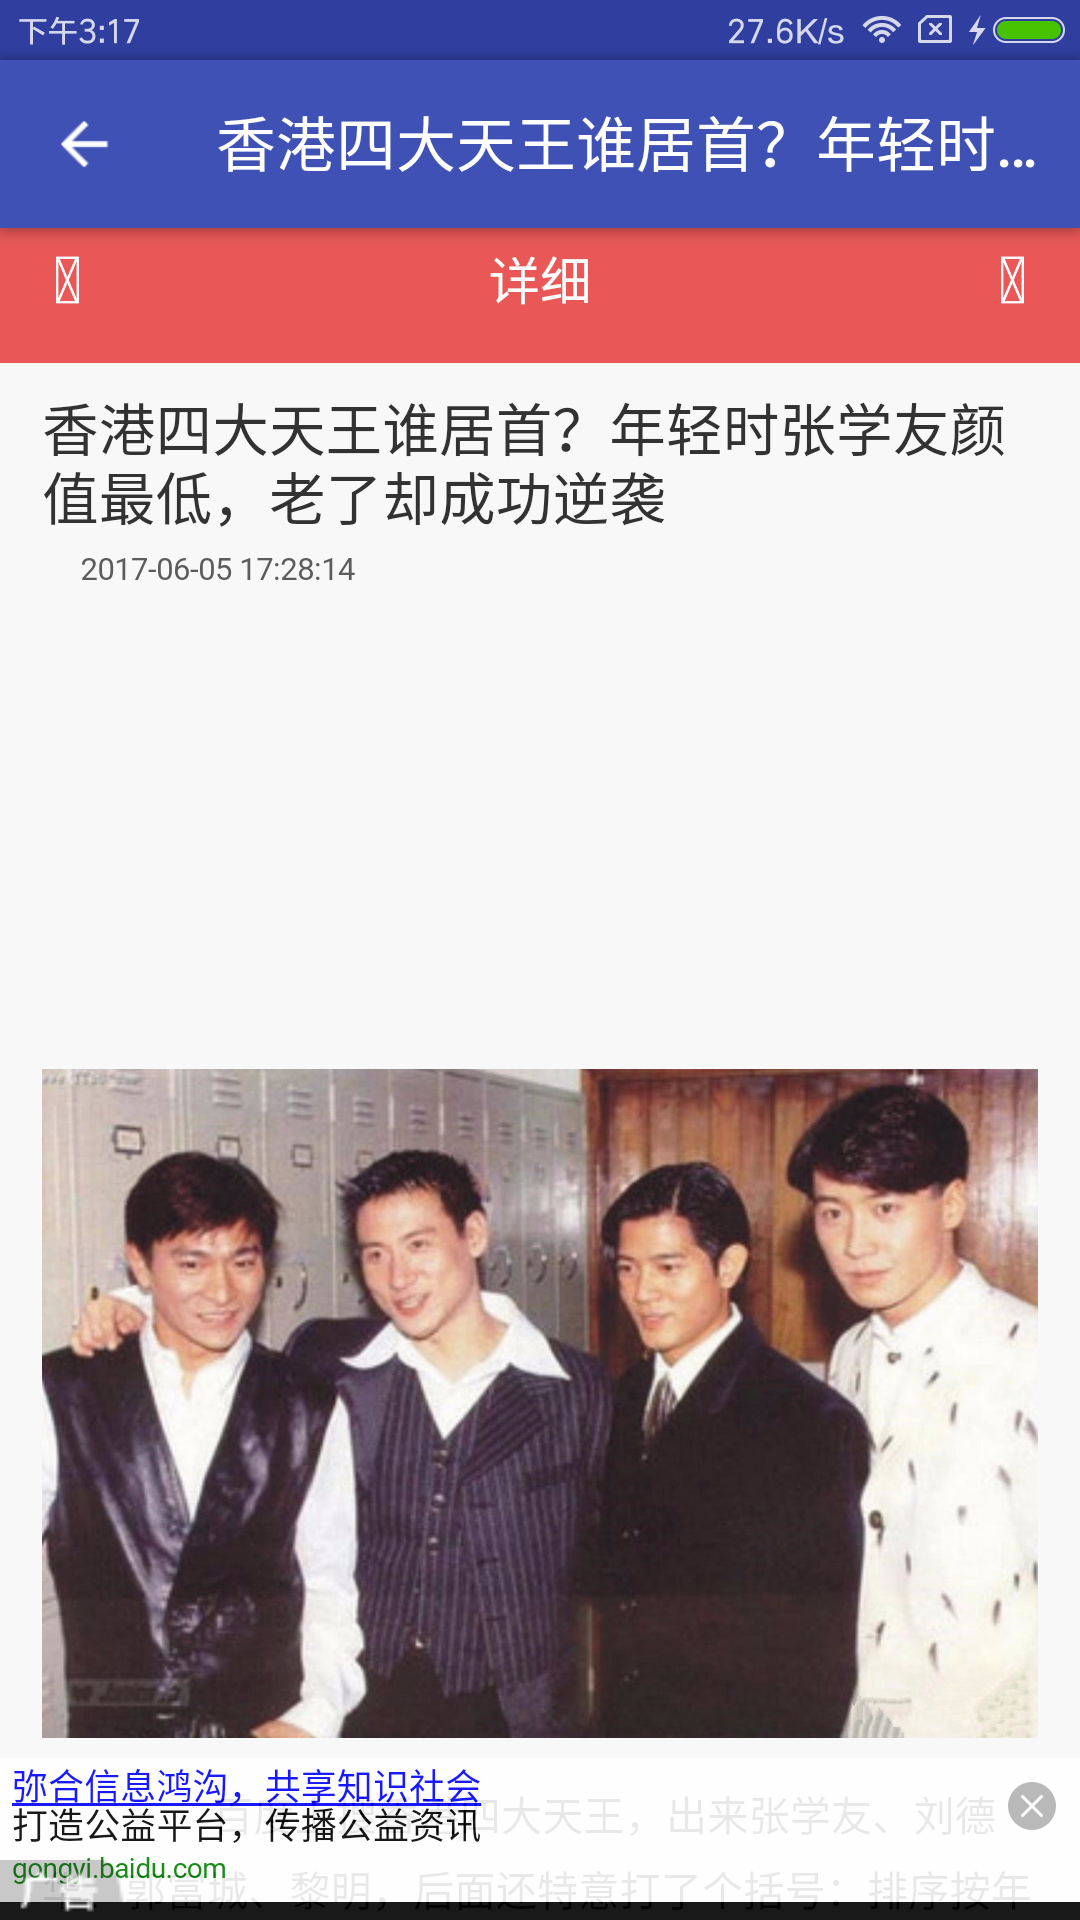 下午3:17
27.6K/s
香港四大天王谁居首？年轻时...
详细
香港四大天王谁居首？年轻时张学友颜
值最低，老了却成功逆袭
2017-06-05 17:28:14
弥合信息鸿沟，共享知识社会
四大天王，出来张学友、刘德
打造公益平台，传播公益资讯
gongyi.baidu.com
广告
郭富城、黎明，后面还特意打了个括号：排序按年